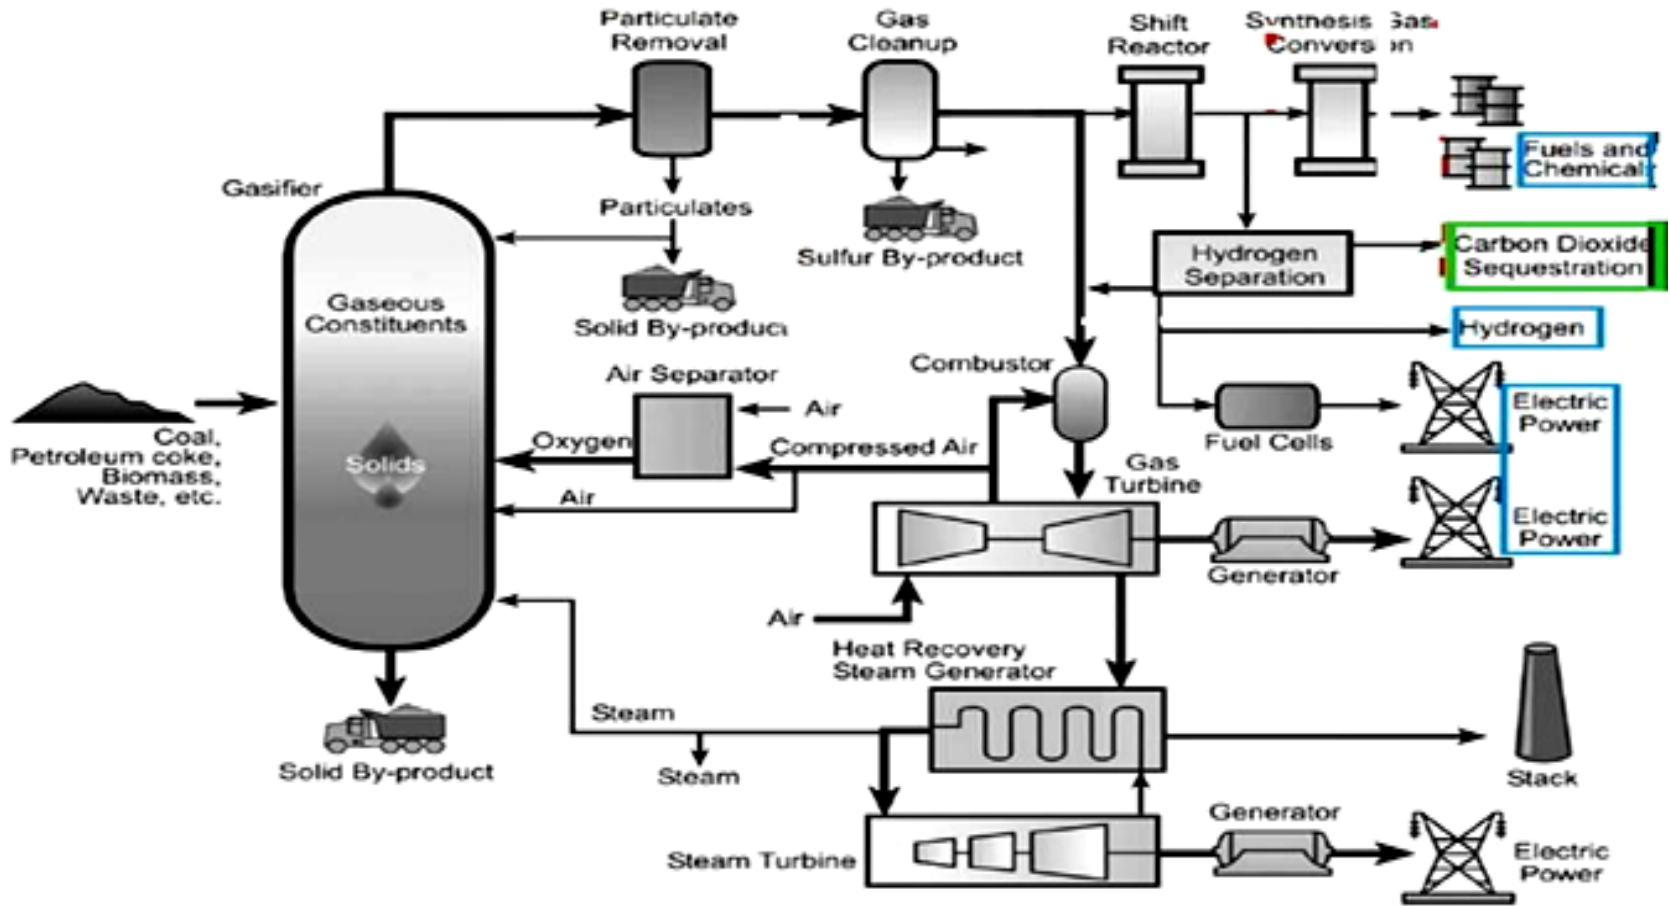 Particulate
Removal
Gas
Cleanup
Shift
Reactor
Synthesis Gas
Conversion
Gasifier
Particulates
Sulfur By-product
Solid By-product
Fuels and
Chemical
Hydrogen
Separation
Carbon Dioxide
Sequestration
Hydrogen
Gaseous
Constituents
Solids
Coal,
Petroleum coke,
Biomass,
Waste, etc.
Air Separator
Air
Oxygen
Compressed Air
Air
Combustor
Fuel Cells
Electric
Power
Gas
Turbine
Generator
Electric
Power
Air
Heat Recovery
Steam Generator
Steam
Steam
Solid By-product
Stack
Steam Turbine
Generator
Electric
Power